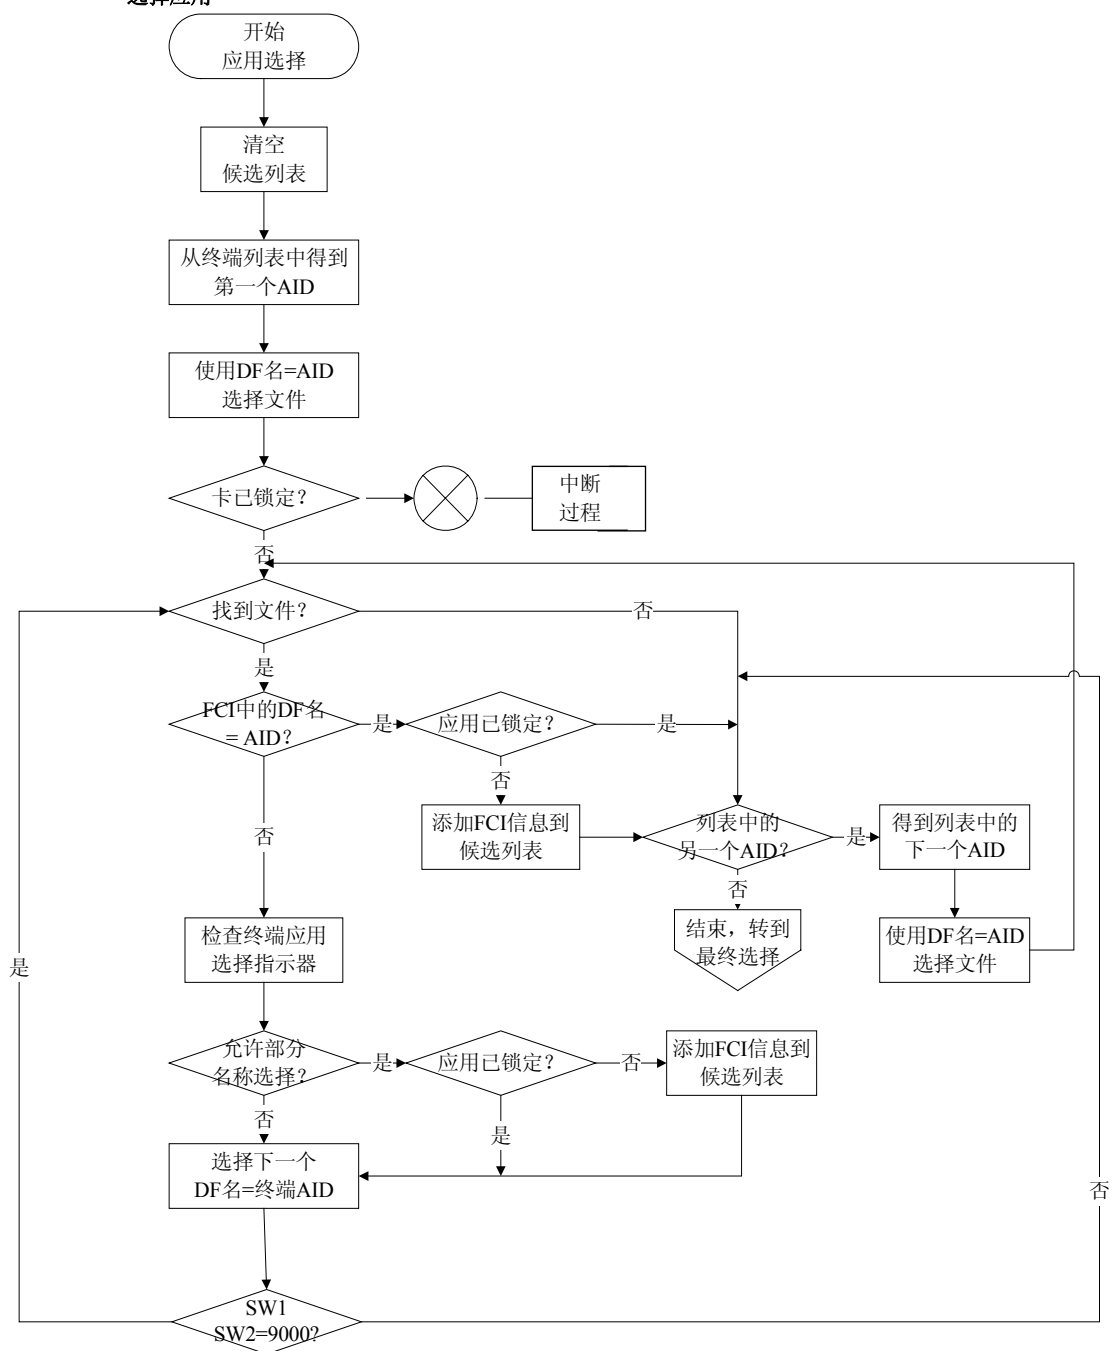 选择应用
开始
应用选择
清空
候选列表
从终端列表中得到
第一个AID
使用DF名=AID
选择文件
卡已锁定?
中断
过程
否
找到文件?
否
是
FCI中的DF名
= AID?
是
应用已锁定?
是
否
添加FCI信息到
候选列表
列表中的
另一个AID?
是
得到列表中的
下一个AID
否
否
结束，转到
最终选择
使用DF名=AID
选择文件
检查终端应用
选择指示器
是
允许部分
名称选择?
是
应用已锁定?
否
添加FCI信息到
候选列表
否
是
选择下一个
DF名=终端AID
否
SW1
SW2=9000?